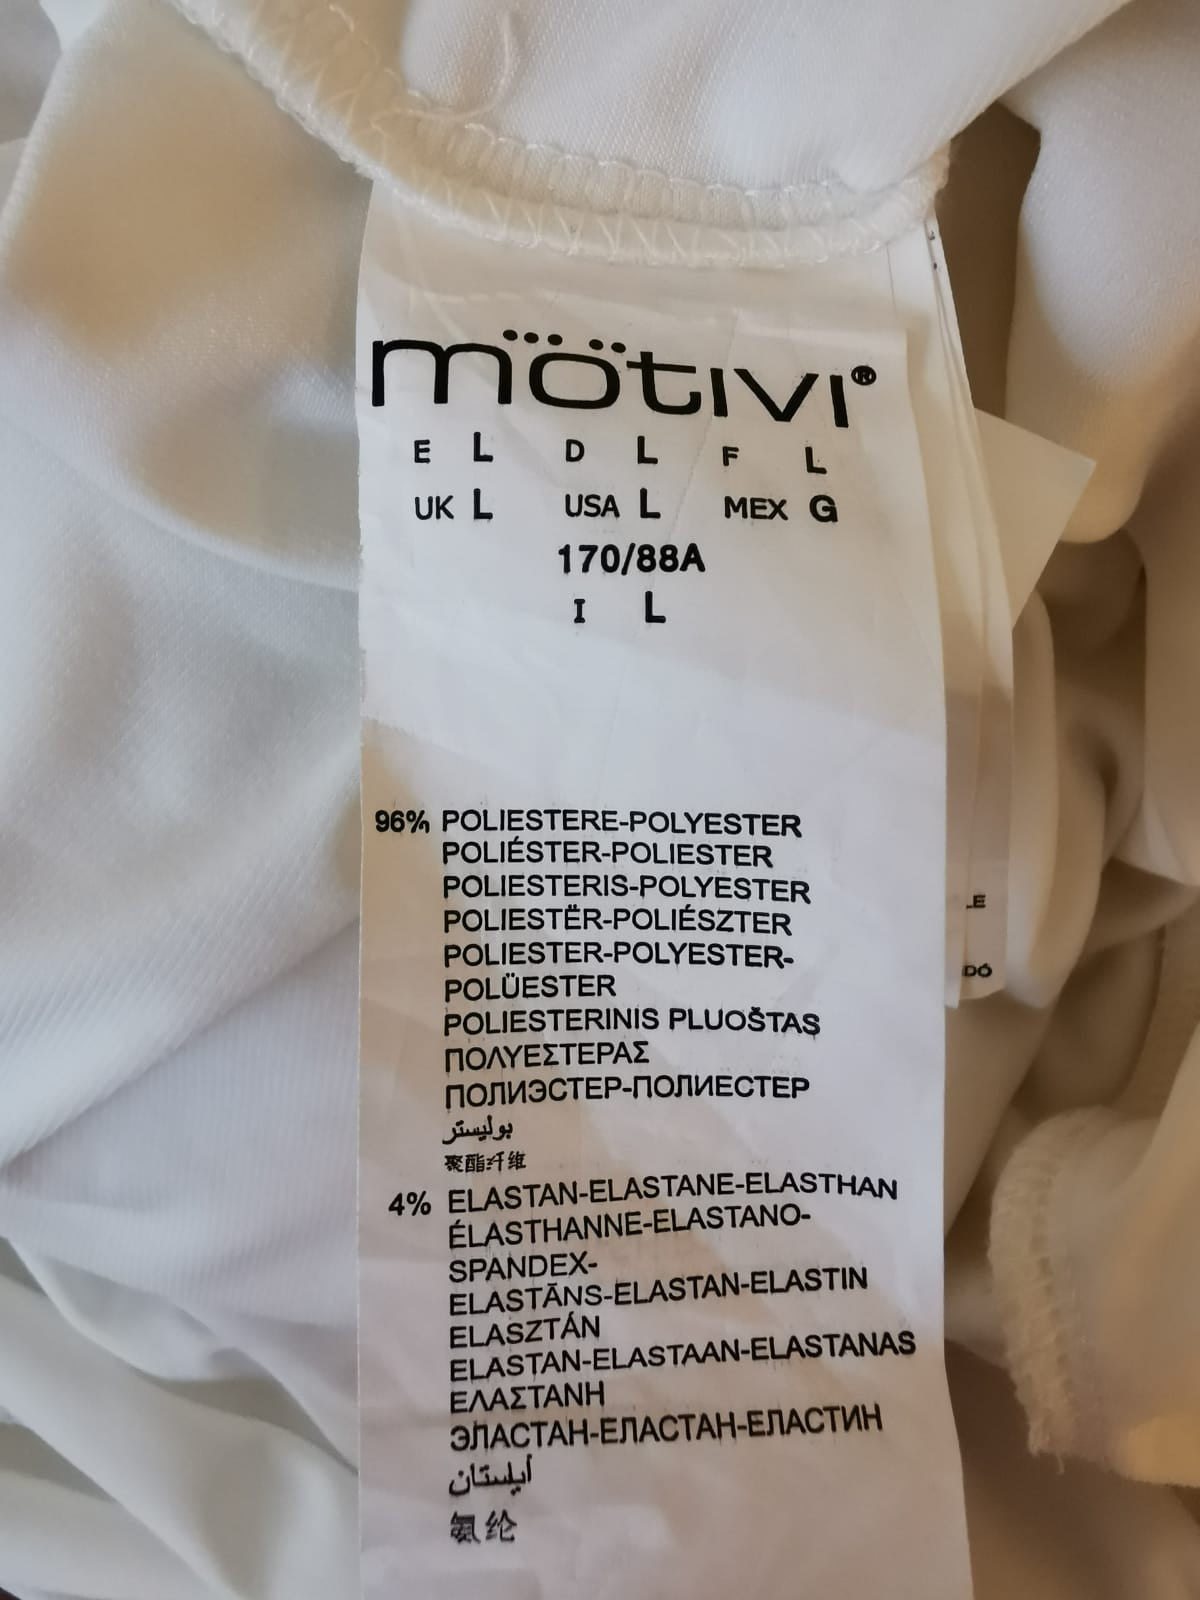 mötivi®
E L D L F L
UK L USA L MEX G
170/88A
I L
96% POLIESTERE-POLYESTER
POLIÉSTER-POLIESTER
POLIESTERIS-POLYESTER
POLIESTËR-POLIÉSZTER
POLIESTER-POLYESTER-
POLÜESTER
POLIESTERINIS PLUOŠTAS
ΠΟΛΥΕΣΤΕΡΑΣ
ПОЛИЭСТЕР-ПОЛИЕСТЕР
بوليستر
聚酯纤维
4% ELASTAN-ELASTANE-ELASTHAN
ÉLASTHANNE-ELASTANO-
SPANDEX-
ELASTĀNS-ELASTAN-ELASTIN
ELASZTÁN
ELASTAN-ELASTAAN-ELASTANAS
ΕΛΑΣΤΑΝΗ
ЭЛАСТАН-ЕЛАСТАН-ЕЛАСТИН
أيلستان
氨纶